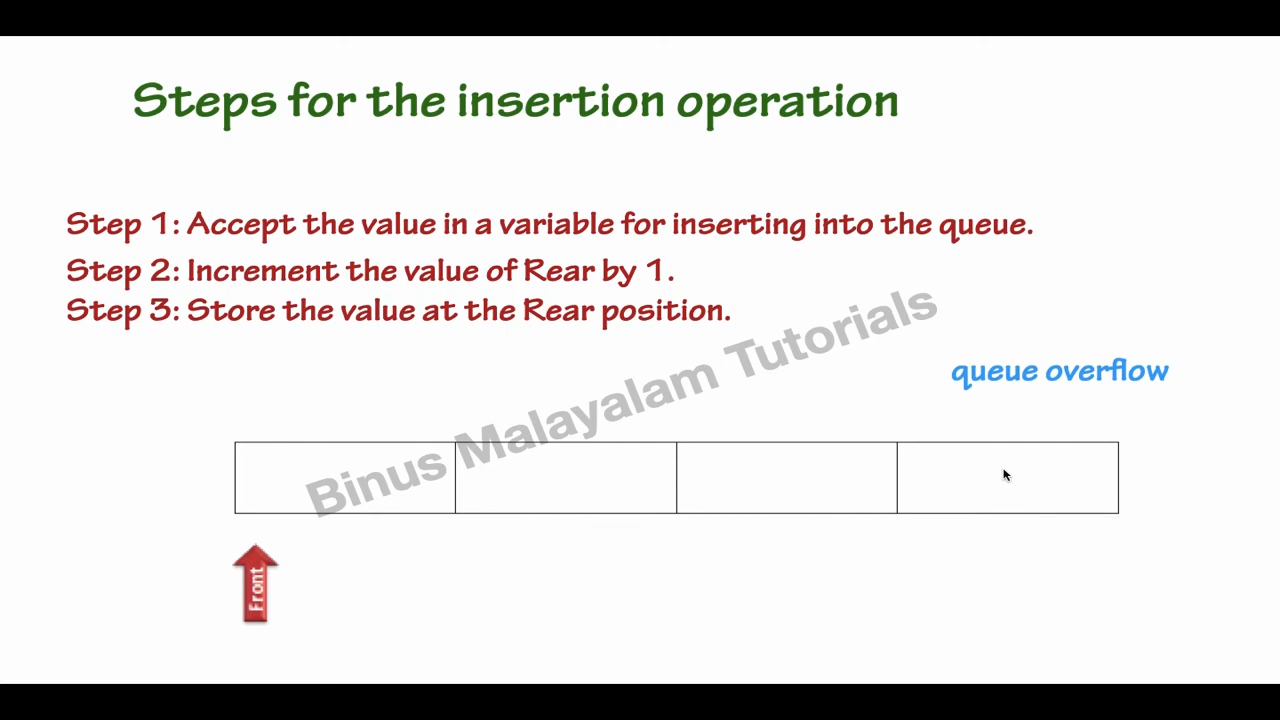 Steps for the insertion operation
Step 1: Accept the value in a variable for inserting into the queue.
Step 2: Increment the value of Rear by 1.
Step 3: Store the value at the Rear position.
queue overflow
Binus Malayalam Tutorials
Front